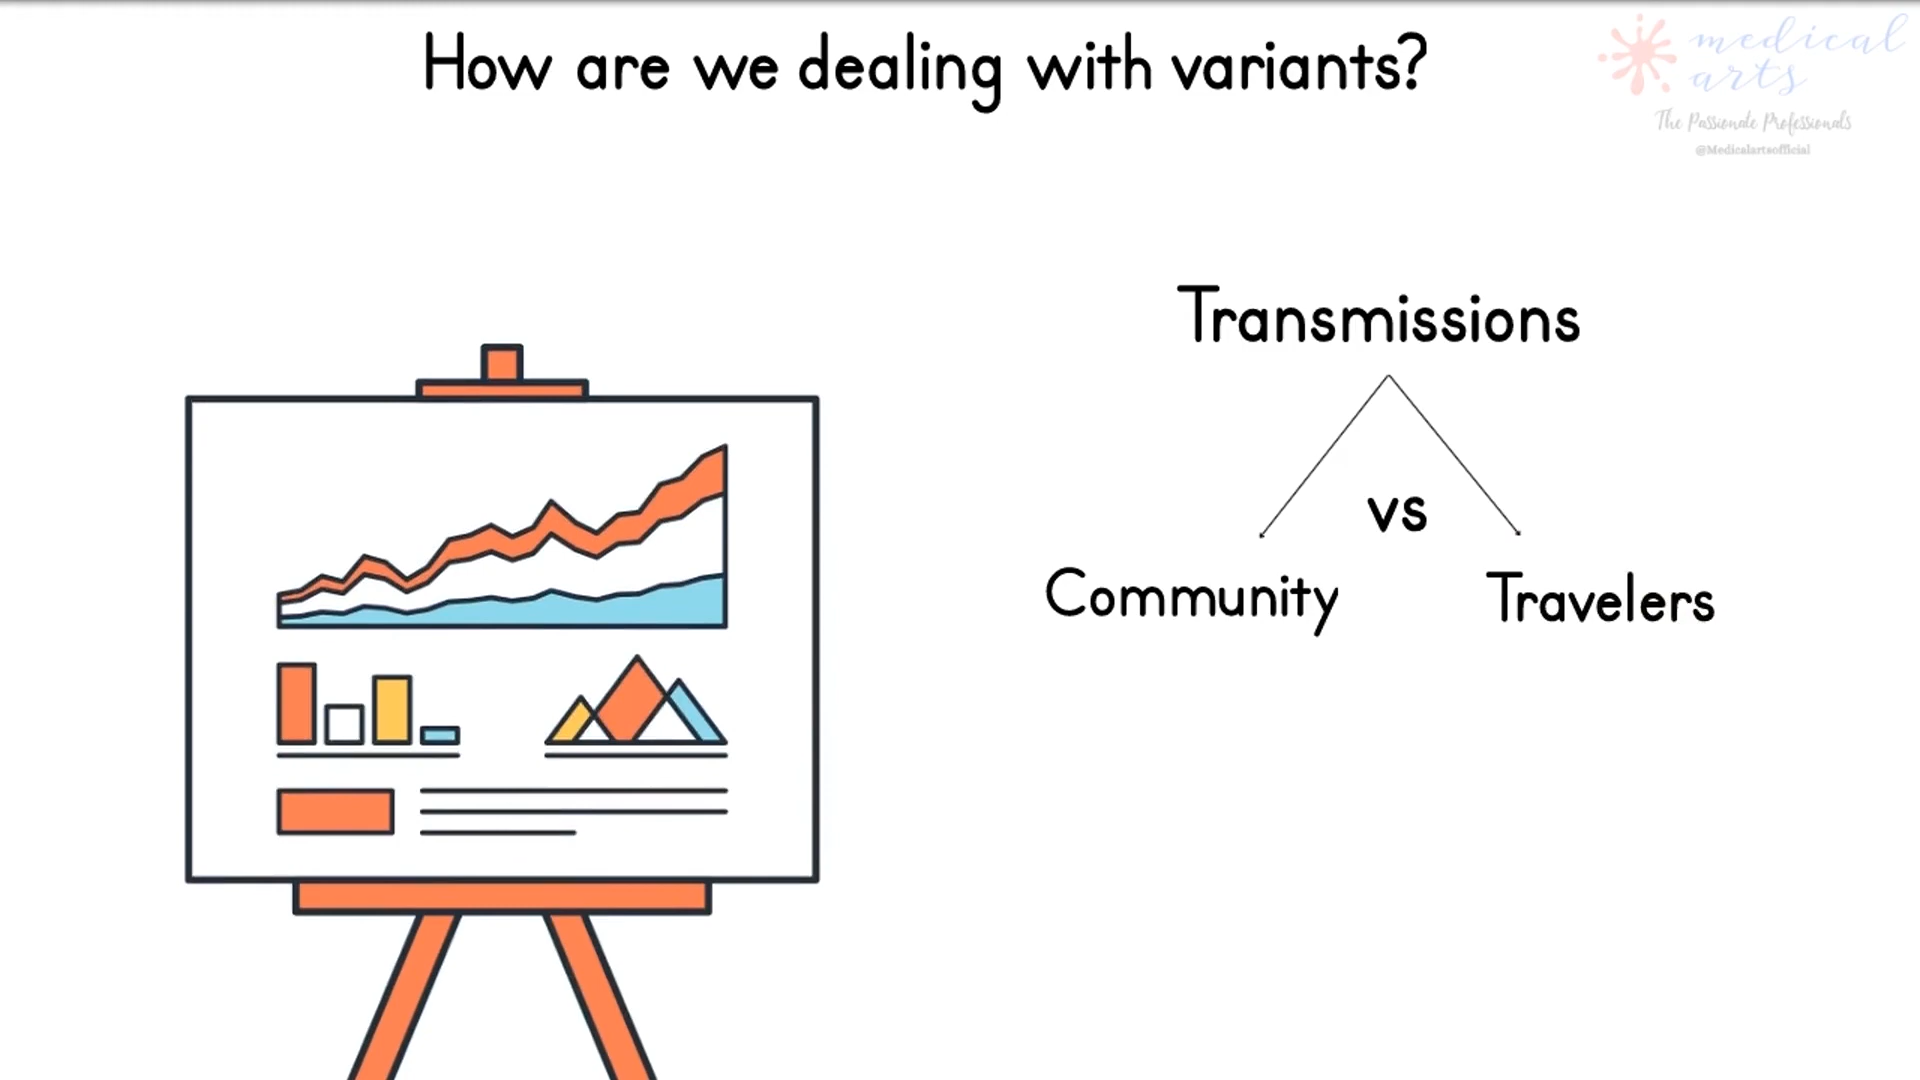 How are we dealing with variants?
medical
arts
The Passionate Professionals
@Medicalartsofficial
Transmissions
vs
Community
Travelers